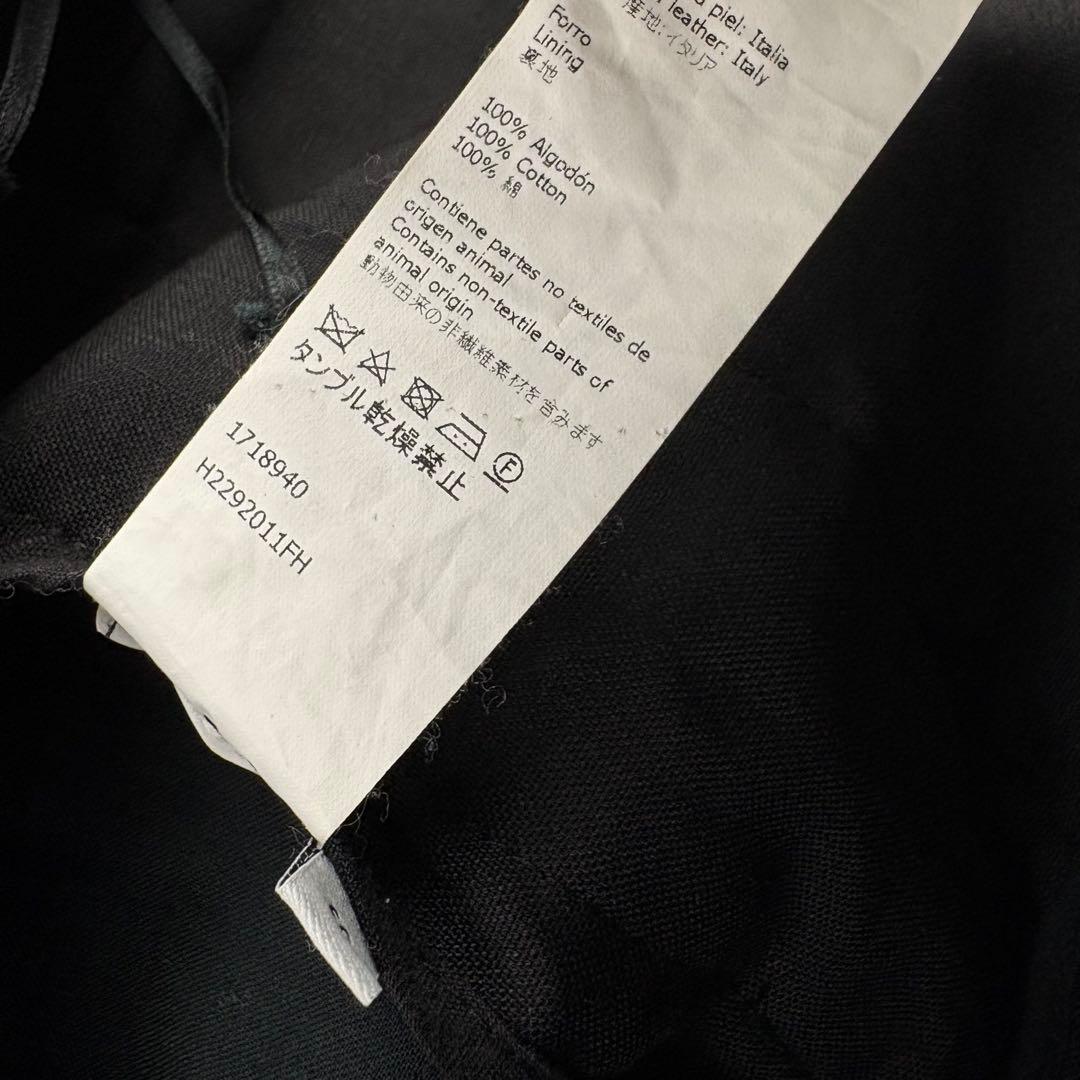 piel: Italia
leather: Italy
産地: イタリア
Forro
Lining
裏地
100% Algodón
100% Cotton
100% 綿
Contiene partes no textiles de
origen animal
Contains non-textile parts of
animal origin
動物由来の非繊維素材を含みます
F
タンブル乾燥禁止
1718940
H2292011FH